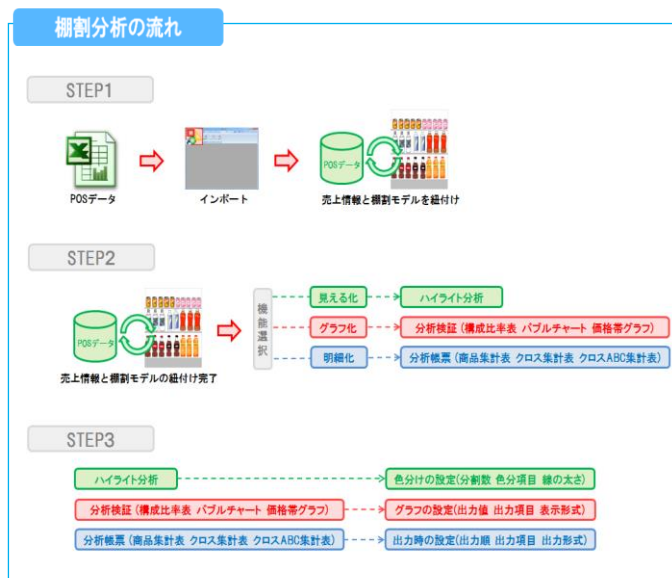 棚割分析の流れ
STEP1
POSデータ
POSデータ
インポート
売上情報と棚割モデルを紐付け
STEP2
POSデータ
売上情報と棚割モデルの紐付け完了
機能選択
見える化
ハイライト分析
グラフ化
分析検証(構成比率表 バブルチャート 価格帯グラフ)
明細化
分析帳票(商品集計表 クロス集計表 クロスABC集計表)
STEP3
ハイライト分析
色分けの設定(分割数 色分項目 線の太さ)
分析検証(構成比率表 バブルチャート 価格帯グラフ)
グラフの設定(出力値 出力項目 表示形式)
分析帳票(商品集計表 クロス集計表 クロスABC集計表)
出力時の設定(出力順 出力項目 出力形式)